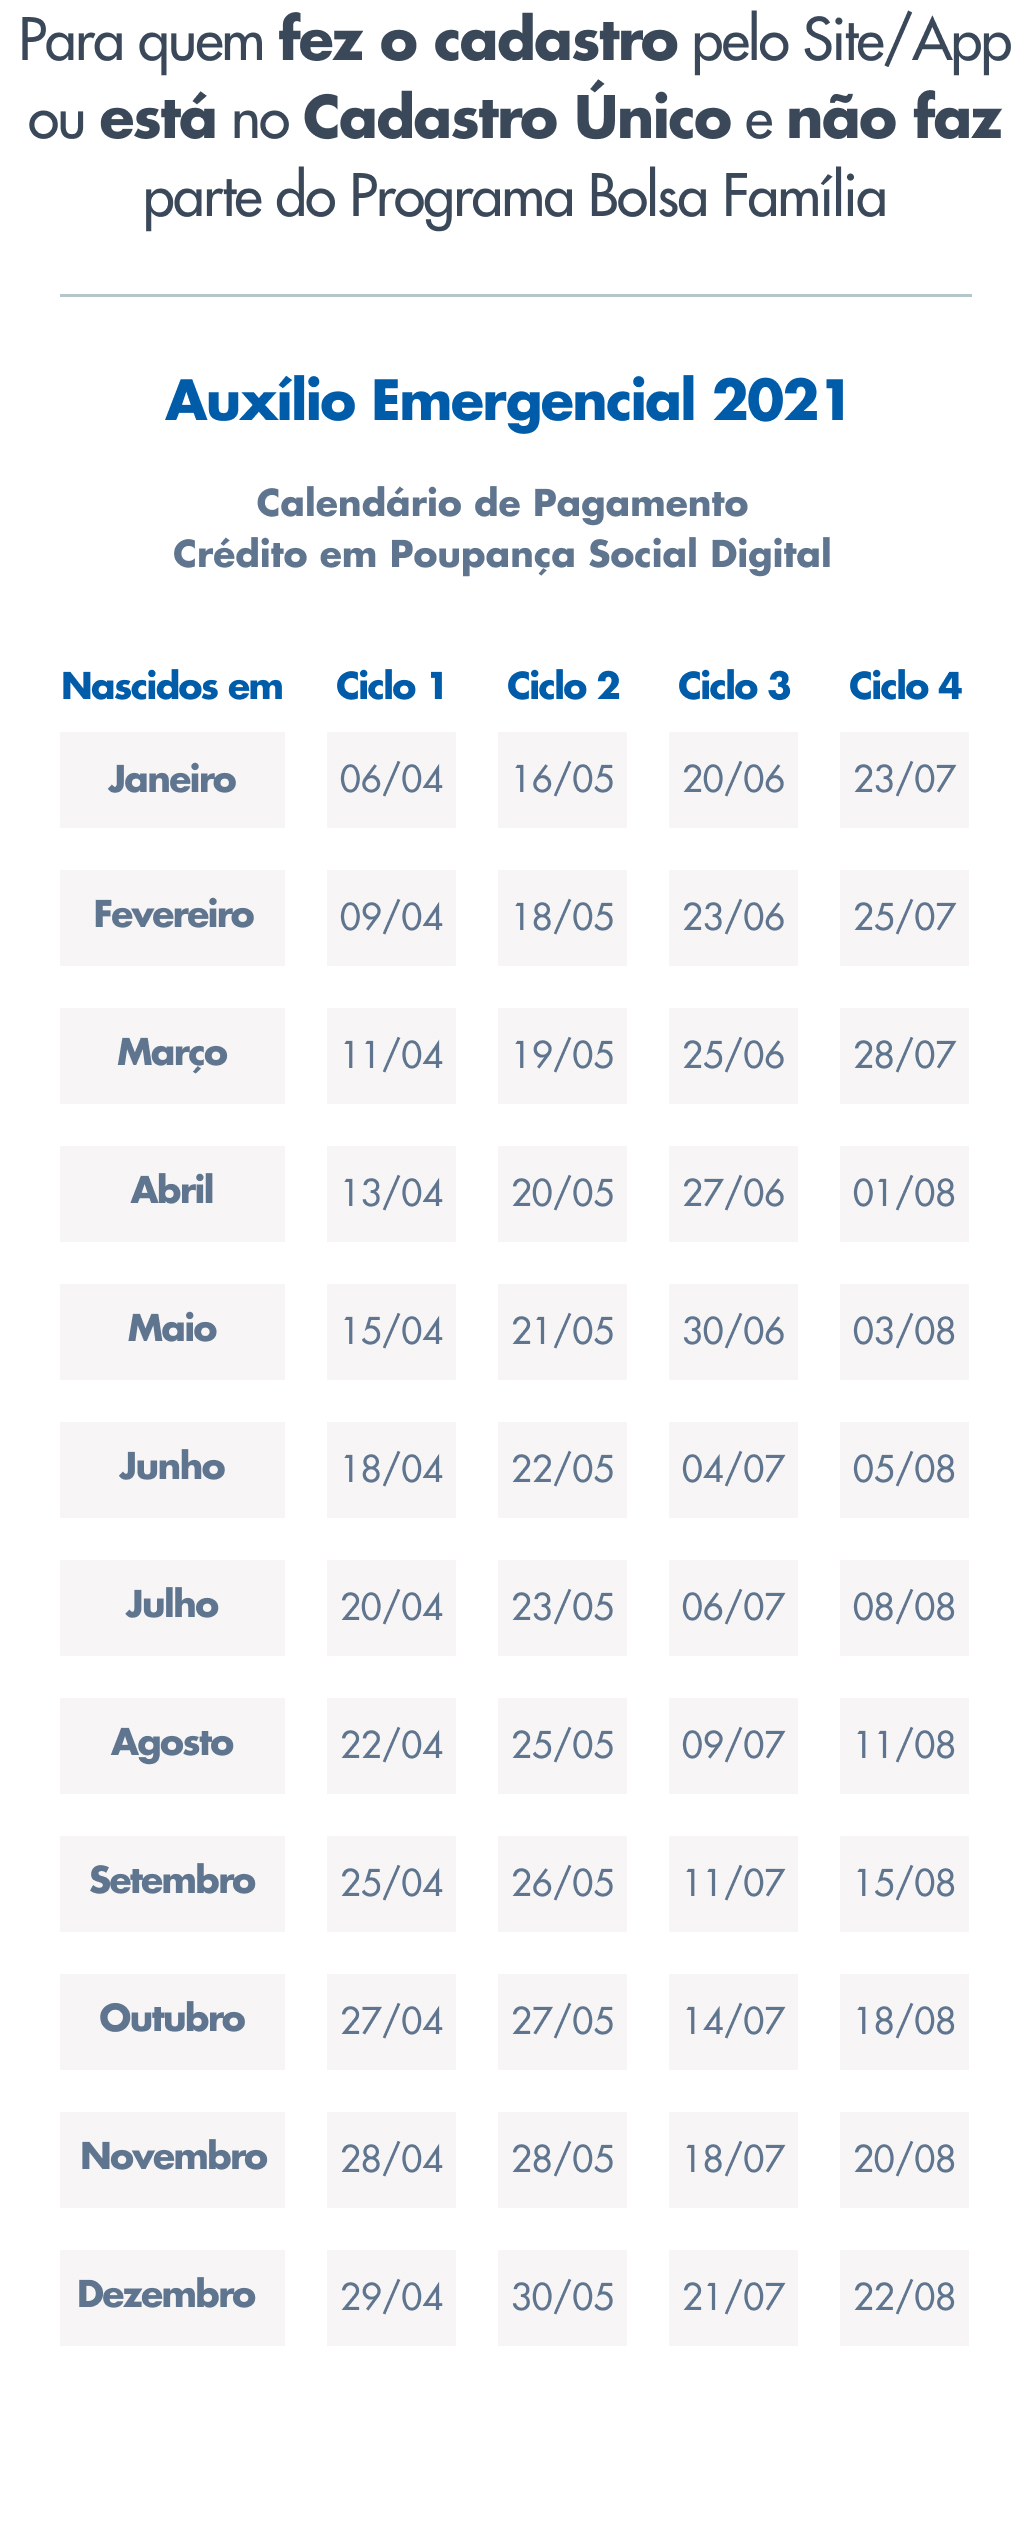 Para quem fez o cadastro pelo Site/App
ou está no Cadastro Único e não faz
parte do Programa Bolsa Família
Auxílio Emergencial 2021
Calendário de Pagamento
Crédito em Poupança Social Digital
Nascidos em Ciclo 1 Ciclo 2 Ciclo 3 Ciclo 4
Janeiro 06/04 16/05 20/06 23/07
Fevereiro 09/04 18/05 23/06 25/07
Março 11/04 19/05 25/06 28/07
Abril 13/04 20/05 27/06 01/08
Maio 15/04 21/05 30/06 03/08
Junho 18/04 22/05 04/07 05/08
Julho 20/04 23/05 06/07 08/08
Agosto 22/04 25/05 09/07 11/08
Setembro 25/04 26/05 11/07 15/08
Outubro 27/04 27/05 14/07 18/08
Novembro 28/04 28/05 18/07 20/08
Dezembro 29/04 30/05 21/07 22/08